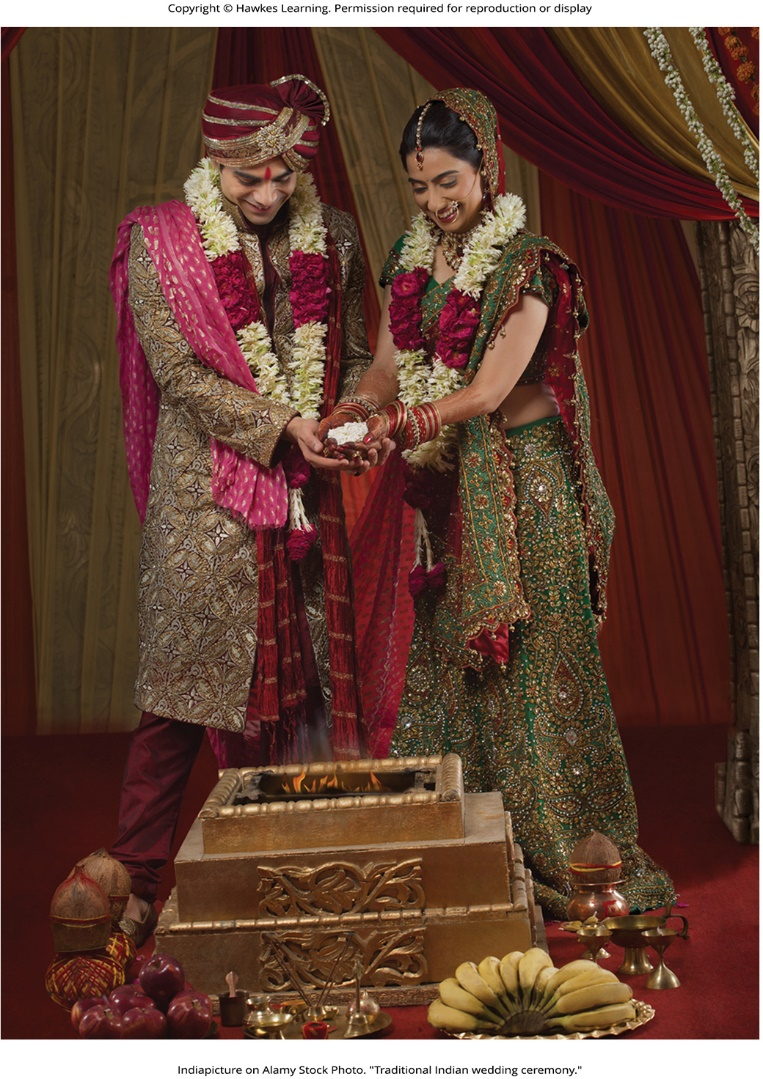 Copyright © Hawkes Learning. Permission required for reproduction or display
Indiapicture on Alamy Stock Photo. "Traditional Indian wedding ceremony."